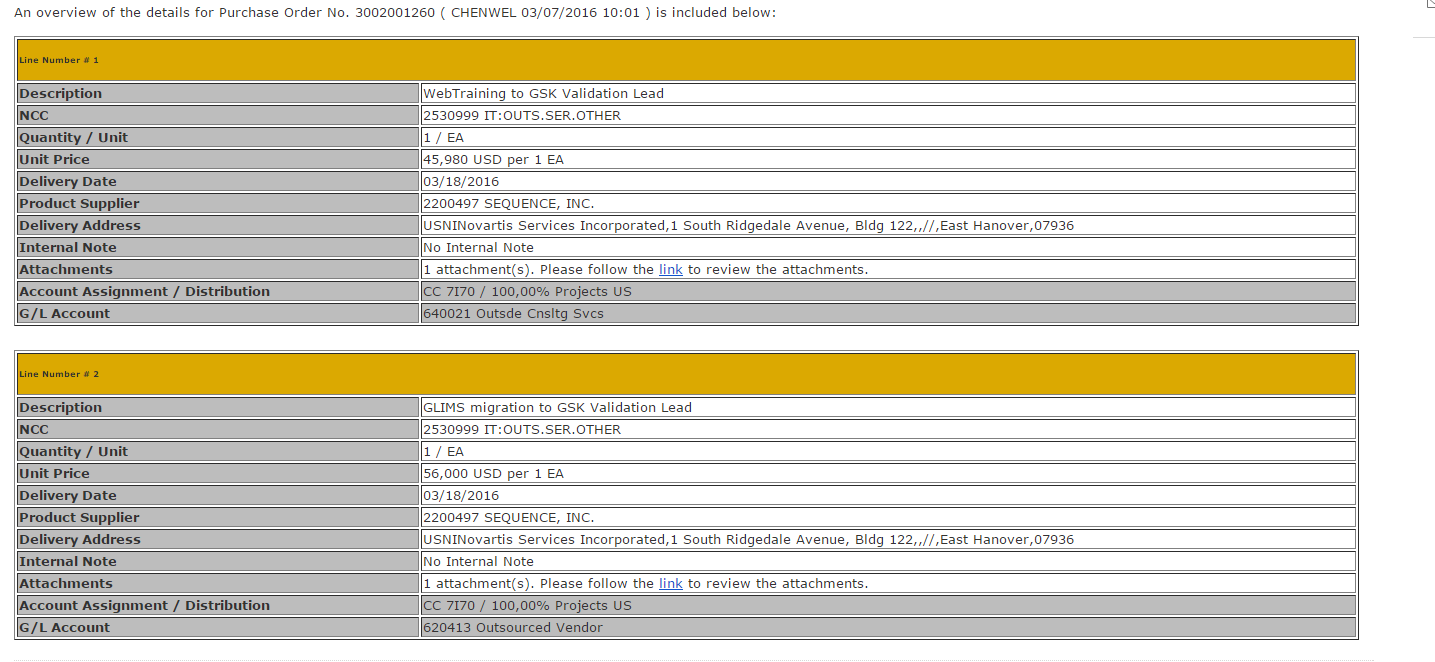 An overview of the details for Purchase Order No. 3002001260 ( CHENWEL 03/07/2016 10:01 ) is included below:
Line Number # 1
Description WebTraining to GSK Validation Lead
NCC 2530999 IT:OUTS.SER.OTHER
Quantity / Unit 1 / EA
Unit Price 45,980 USD per 1 EA
Delivery Date 03/18/2016
Product Supplier 2200497 SEQUENCE, INC.
Delivery Address USNINovartis Services Incorporated,1 South Ridgedale Avenue, Bldg 122,,//,East Hanover,07936
Internal Note No Internal Note
Attachments 1 attachment(s). Please follow the link to review the attachments.
Account Assignment / Distribution CC 7I70 / 100,00% Projects US
G/L Account 640021 Outsde Cnsltg Svcs
Line Number # 2
Description GLIMS migration to GSK Validation Lead
NCC 2530999 IT:OUTS.SER.OTHER
Quantity / Unit 1 / EA
Unit Price 56,000 USD per 1 EA
Delivery Date 03/18/2016
Product Supplier 2200497 SEQUENCE, INC.
Delivery Address USNINovartis Services Incorporated,1 South Ridgedale Avenue, Bldg 122,,//,East Hanover,07936
Internal Note No Internal Note
Attachments 1 attachment(s). Please follow the link to review the attachments.
Account Assignment / Distribution CC 7I70 / 100,00% Projects US
G/L Account 620413 Outsourced Vendor